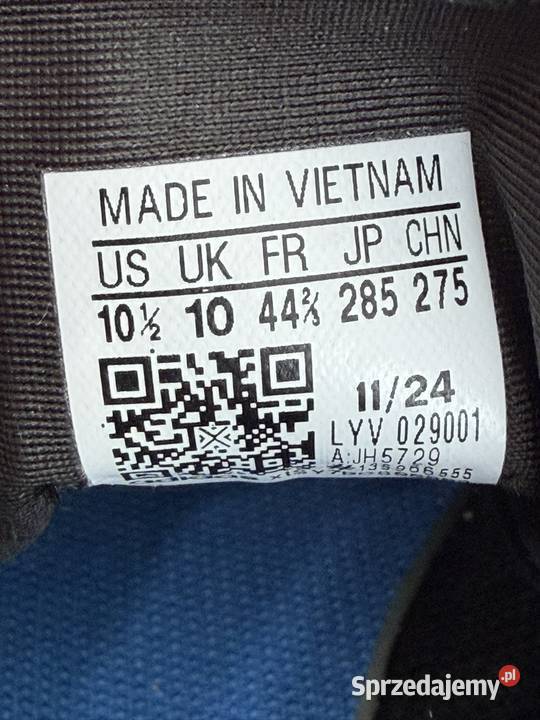 MADE IN VIETNAM
US UK FR JP CHN
10½ 10 44⅔ 285 275
11/24
LYV 029001
A:JH5729
Sprzedajemy.pl